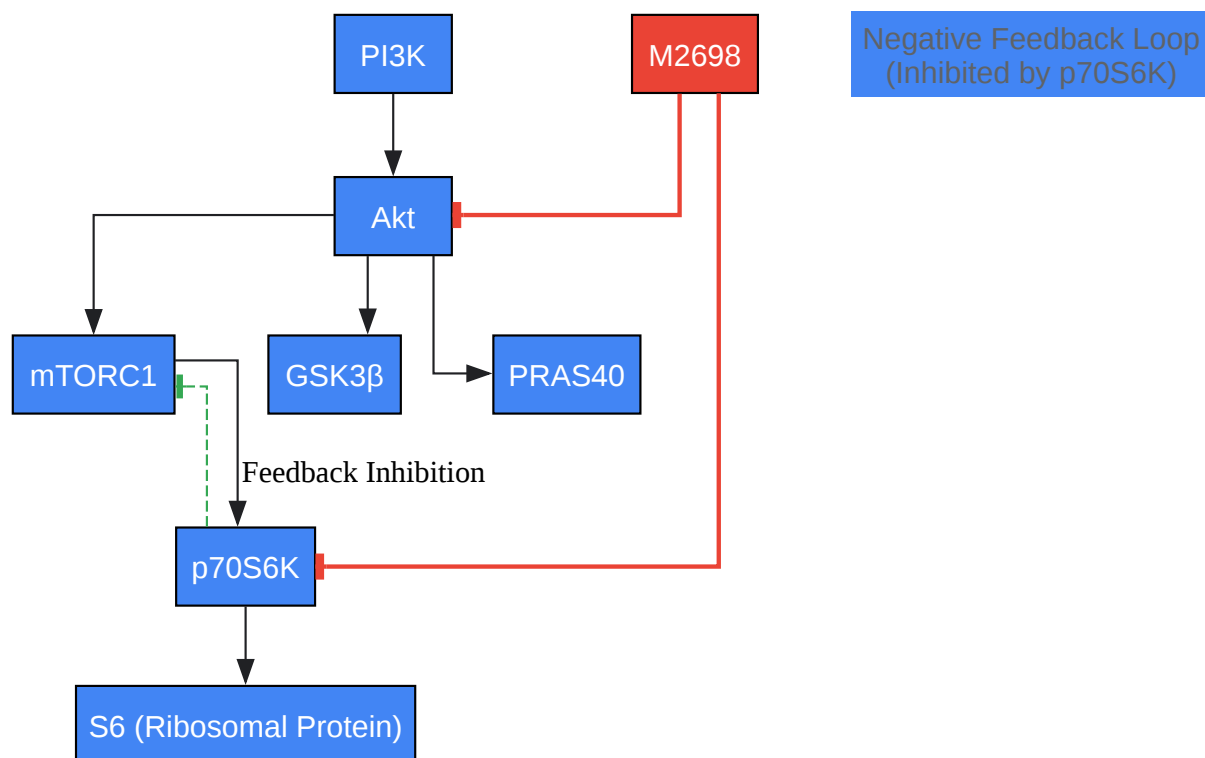 PI3K
M2698
Negative Feedback Loop
(Inhibited by p70S6K)
Akt
mTORC1
GSK3β
PRAS40
Feedback Inhibition
p70S6K
S6 (Ribosomal Protein)